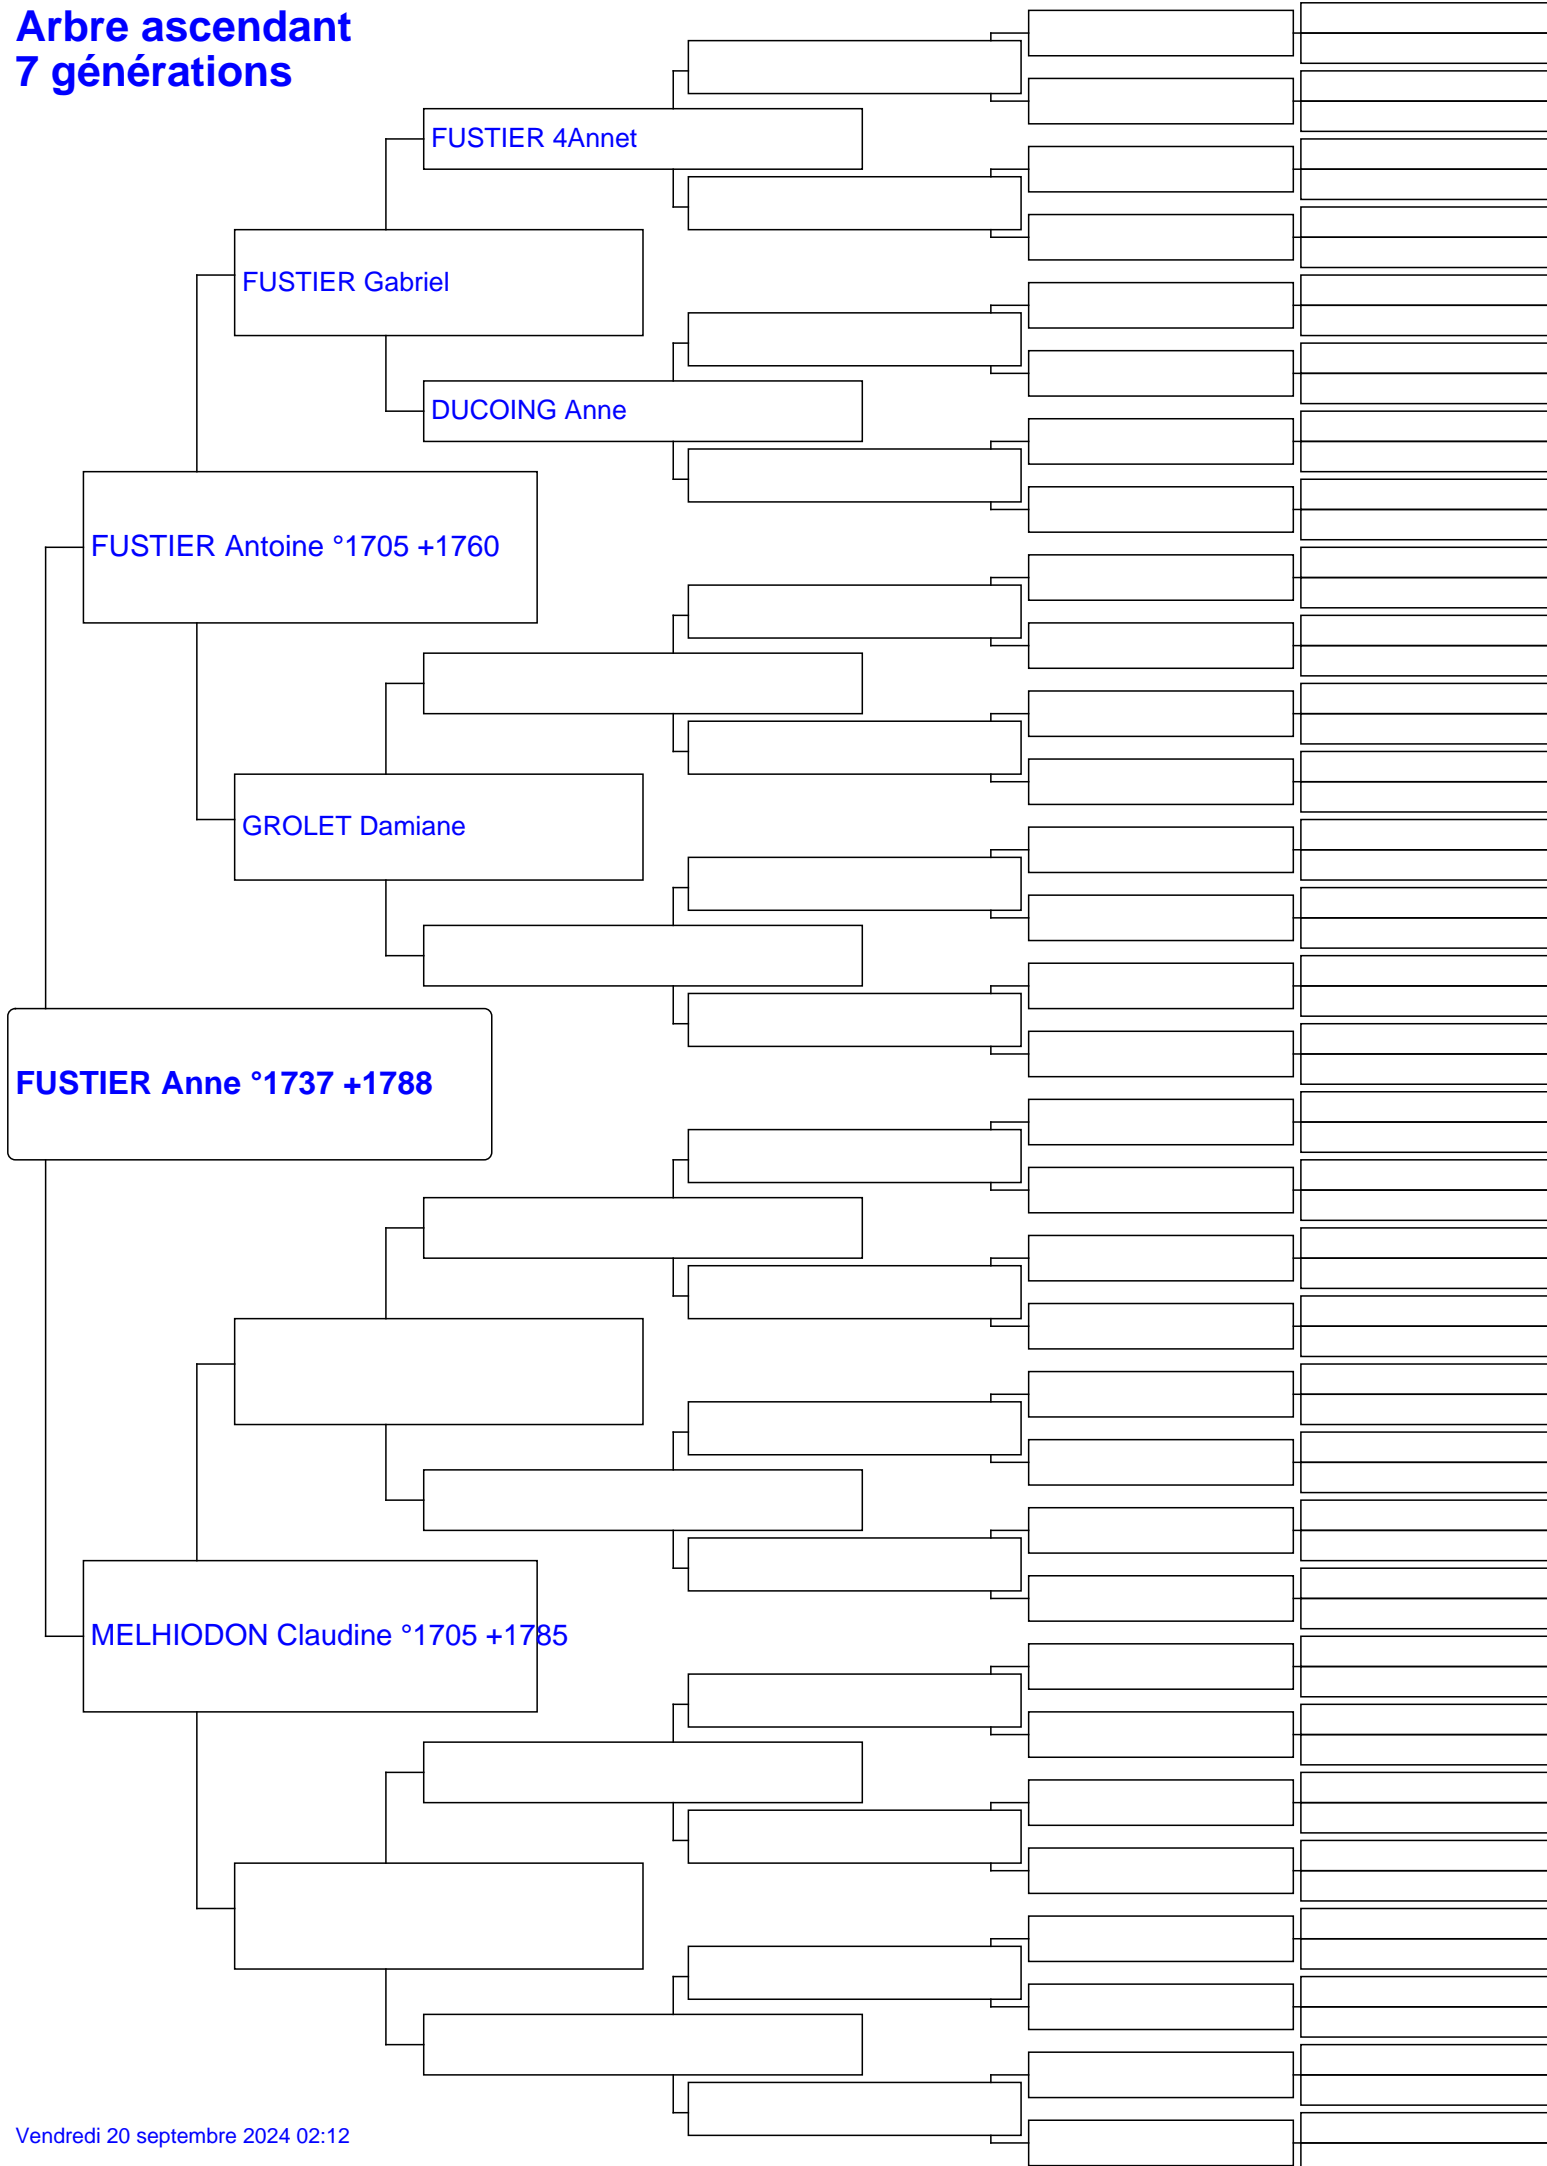 Arbre ascendant
7 générations
FUSTIER 4Annet
FUSTIER Gabriel
DUCOING Anne
FUSTIER Antoine °1705 +1760
GROLET Damiane
FUSTIER Anne °1737 +1788
MELHIODON Claudine °1705 +1785
Vendredi 20 septembre 2024 02:12